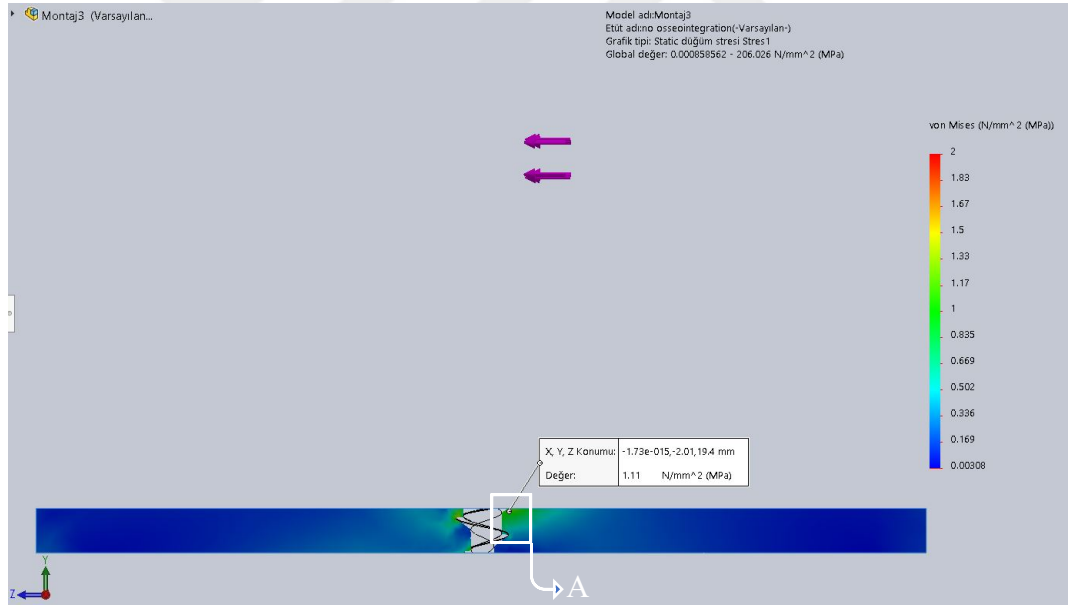 Montaj3 (Varsayılan...
Model adı:Montaj3
Etüt adı:no osseointegration(-Varsayılan-)
Grafik tipi: Static düğüm stresi Stres1
Global değer: 0.000858562 - 206.026 N/mm^2 (MPa)
von Mises (N/mm^2 (MPa))
2
1.83
1.67
1.5
1.33
1.17
1
0.835
0.669
0.502
0.336
0.169
0.00308
X, Y, Z Konumu: -1.73e-015,-2.01,19.4 mm
Değer: 1.11 N/mm^2 (MPa)
Y
Z
A